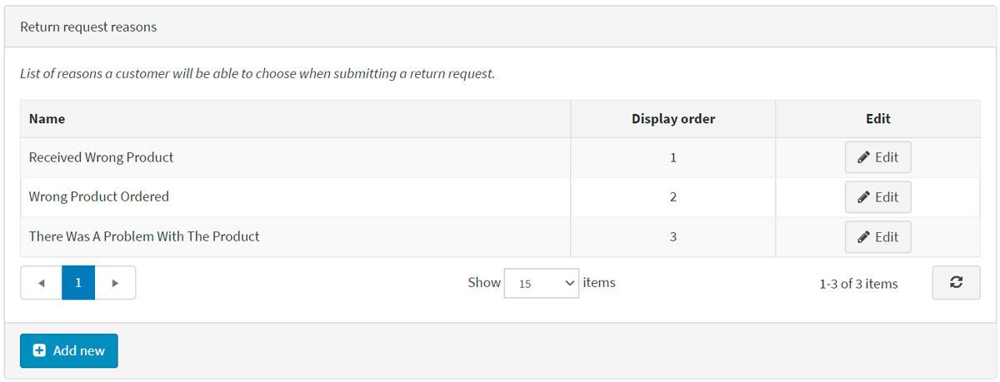 Return request reasons
List of reasons a customer will be able to choose when submitting a return request.
Name Display order Edit
Received Wrong Product 1 Edit
Wrong Product Ordered 2 Edit
There Was A Problem With The Product 3 Edit
1 Show 15 items 1-3 of 3 items
Add new